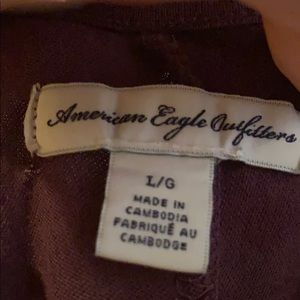 American Eagle Outfitters
L/G
MADE IN
CAMBODIA
FABRIQUÉ AU
CAMBODGE